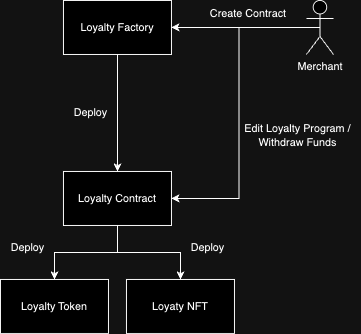 Create Contract
Loyalty Factory
Merchant
Deploy
Edit Loyalty Program /
Withdraw Funds
Loyalty Contract
Deploy
Deploy
Loyalty Token
Loyaty NFT